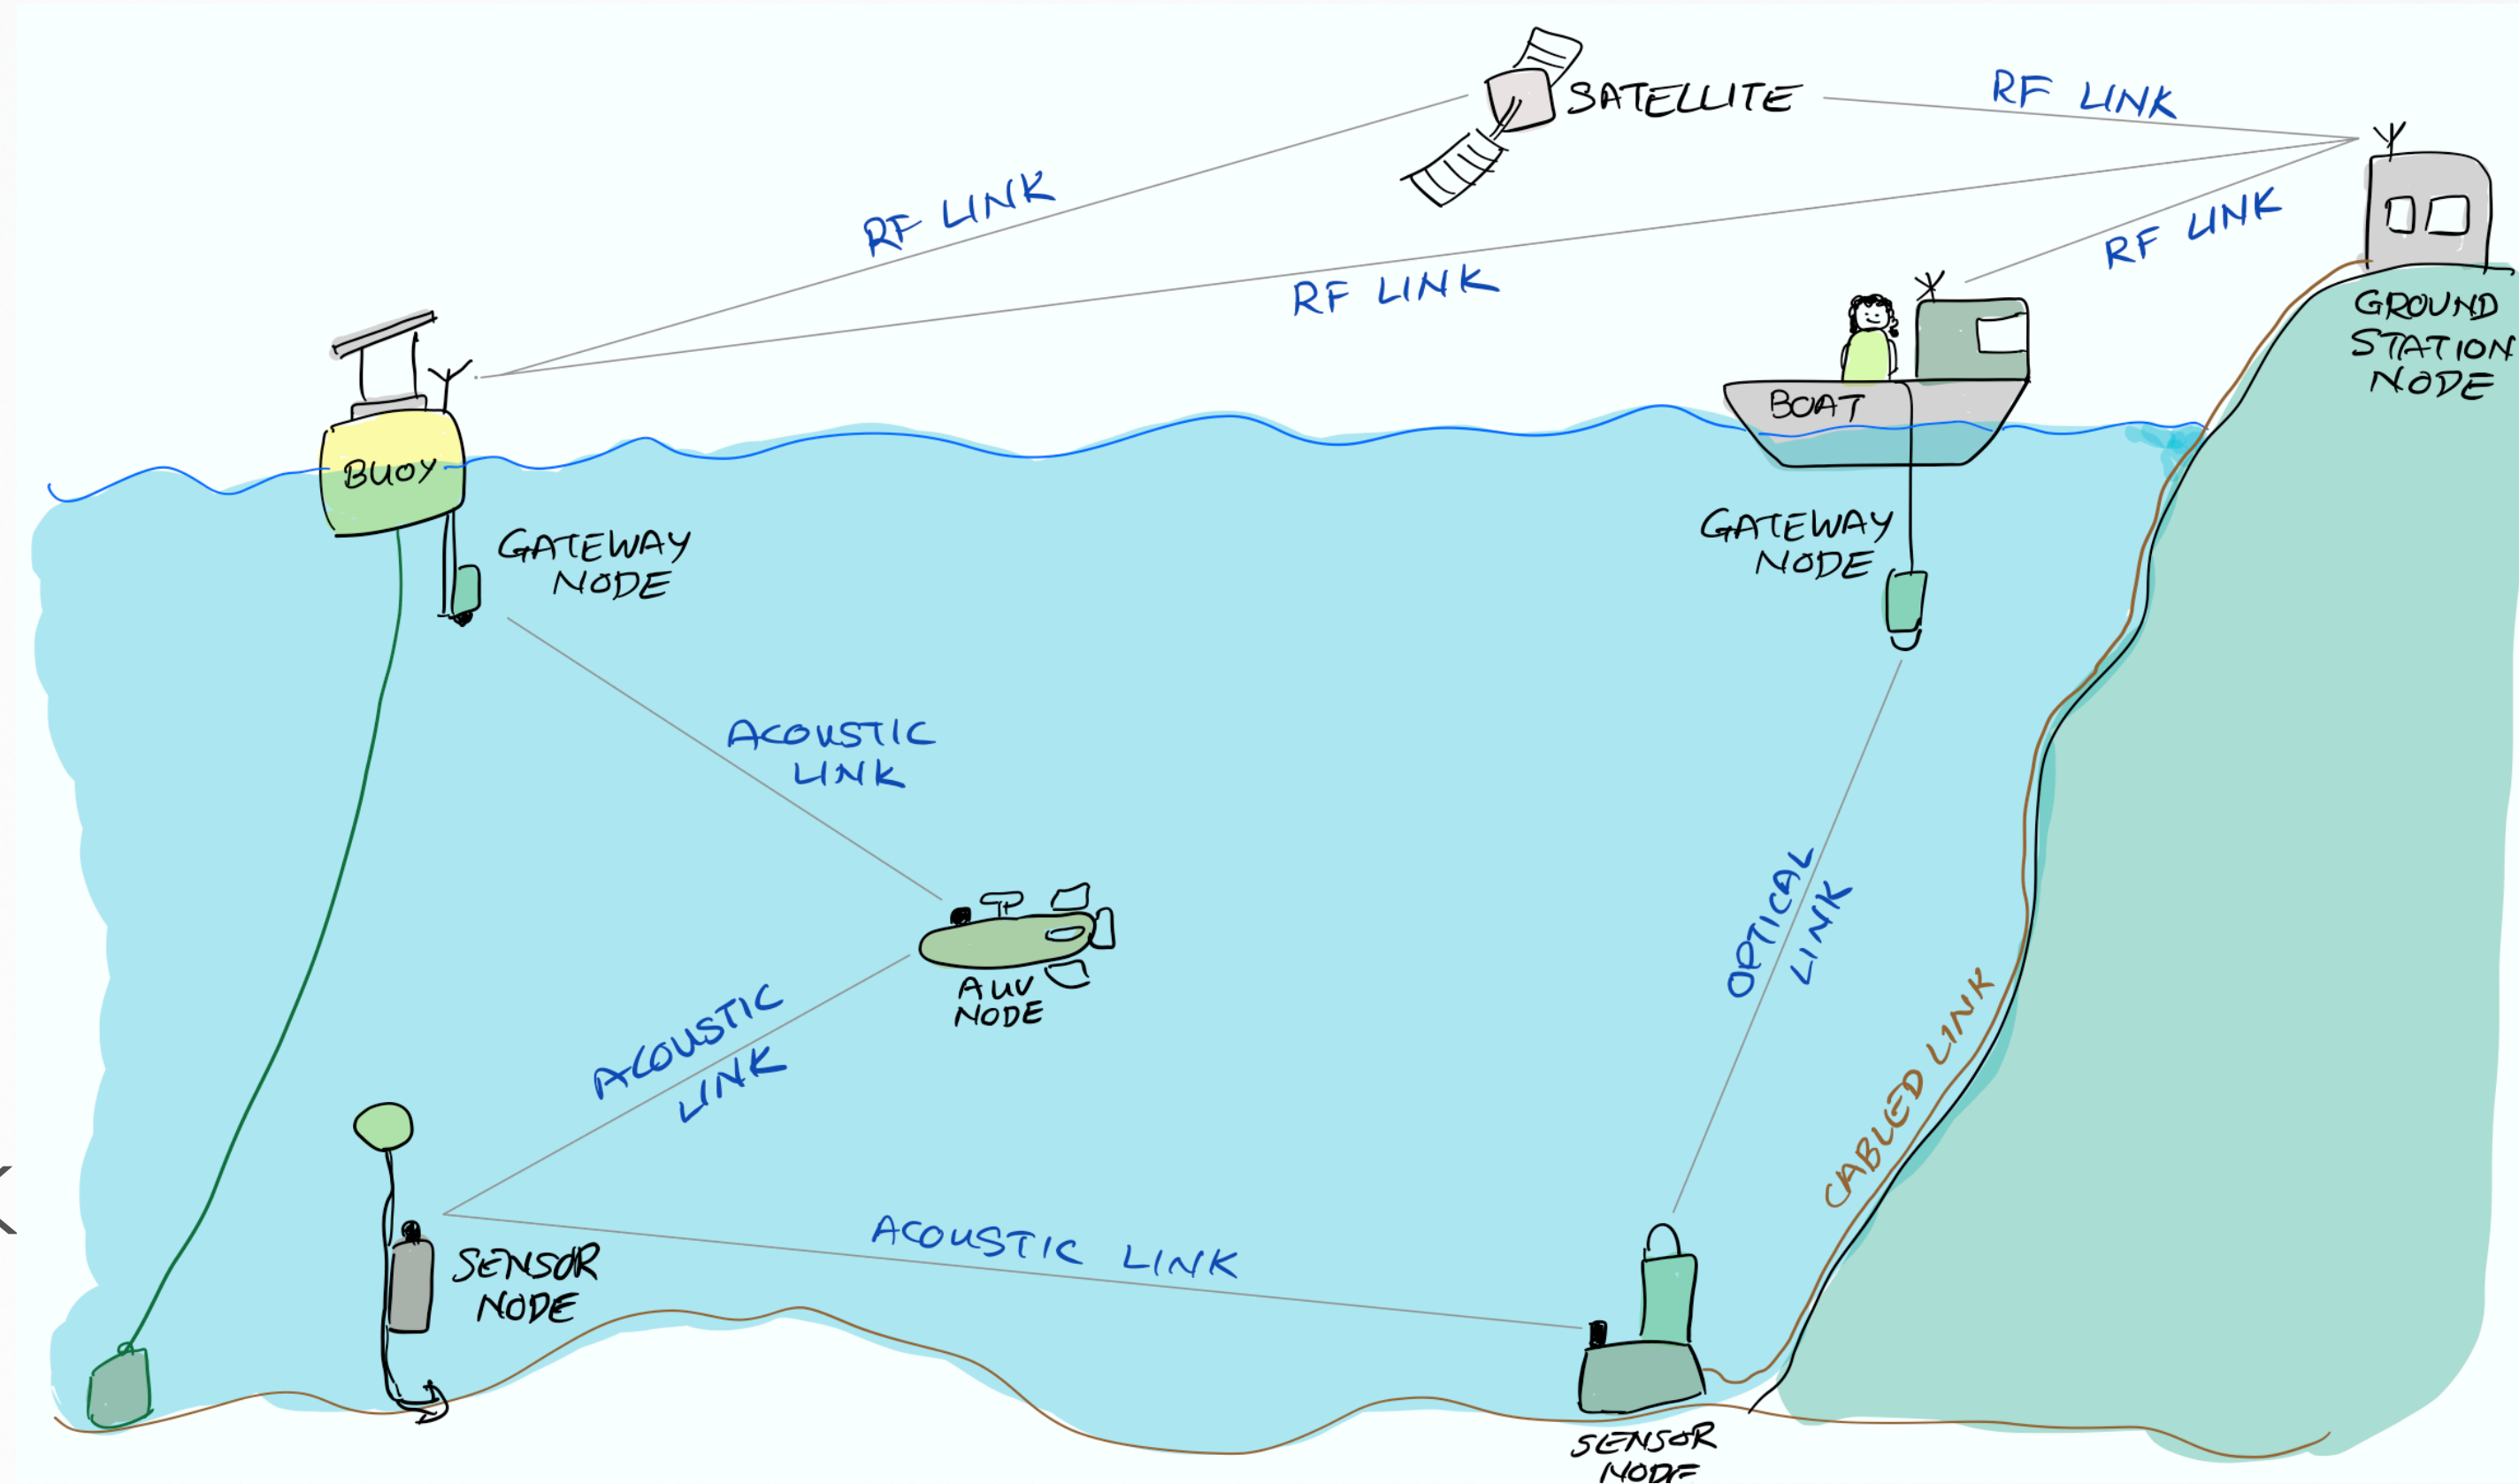 SATELLITE
RF LINK
RF LINK
RF LINK
RF LINK
GROUND
STATION
NODE
BOAT
BUOY
GATEWAY
NODE
GATEWAY
NODE
ACOUSTIC
LINK
OPTICAL
LINK
AUV
NODE
ACOUSTIC
LINK
CABLED LINK
ACOUSTIC LINK
SENSOR
NODE
SENSOR
NODE